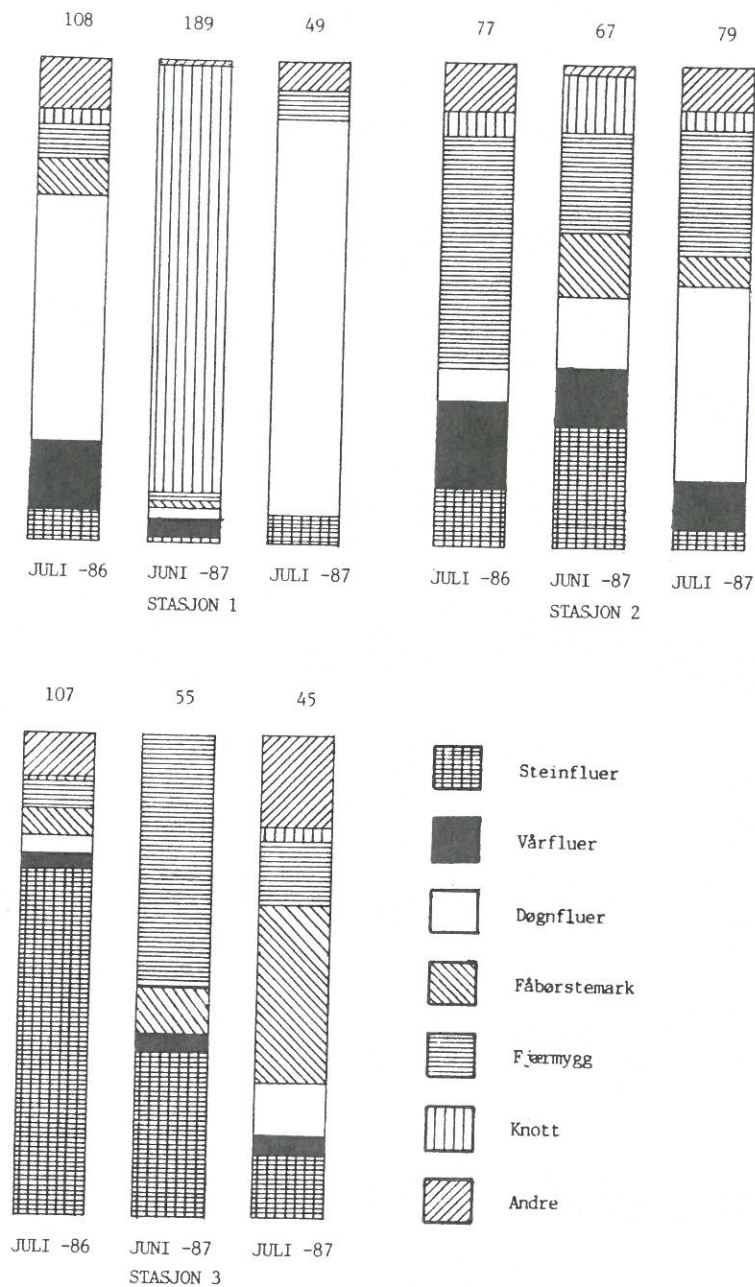 108 189 49 77 67 79
JULI -86 JUNI -87 JULI -87 JULI -86 JUNI -87 JULI -87
STASJON 1 STASJON 2
107 55 45
Steinfluer
Vårfluer
Døgnfluer
Fåbørstemark
Fjærmygg
Knott
Andre
JULI -86 JUNI -87 JULI -87
STASJON 3